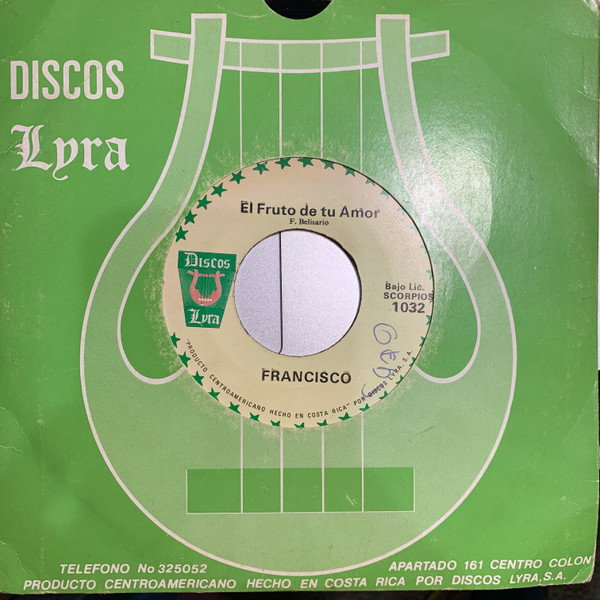 DISCOS
Lyra
El Fruto de tu Amor
F. Belisario
Discos
Lyra
Bajo Lic.
SCORPIOS
1032
FRANCISCO
"PRODUCTO CENTROAMERICANO HECHO EN COSTA RICA" POR DISCOS LYRA, S.A.
TELEFONO No 325052
APARTADO 161 CENTRO COLON
PRODUCTO CENTROAMERICANO HECHO EN COSTA RICA POR DISCOS LYRA,S.A.